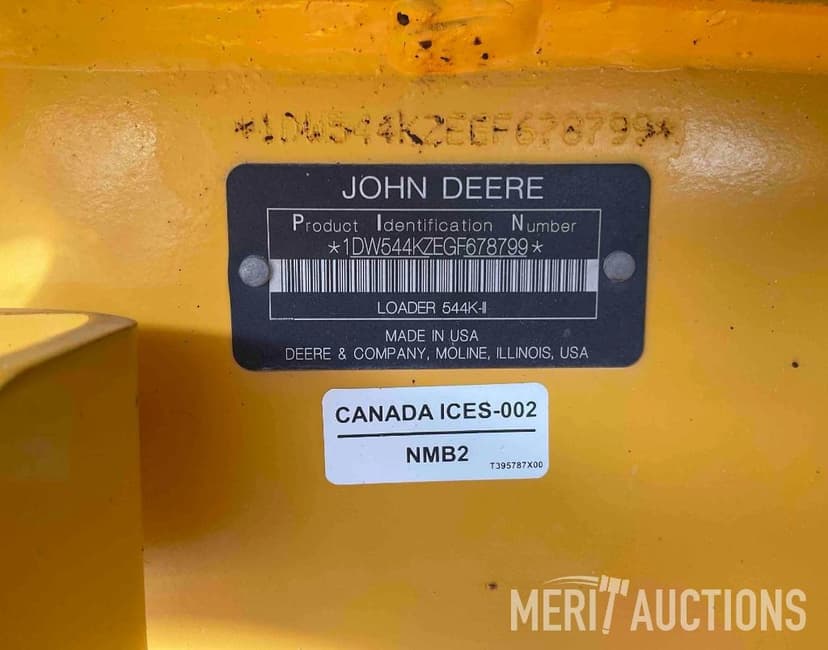 *1DW544KZEEF678799*
JOHN DEERE
Product Identification Number
*1DW544KZEGF678799*
LOADER 544K-II
MADE IN USA
DEERE & COMPANY, MOLINE, ILLINOIS, USA
CANADA ICES-002
NMB2
T395787X00
MERIT AUCTIONS